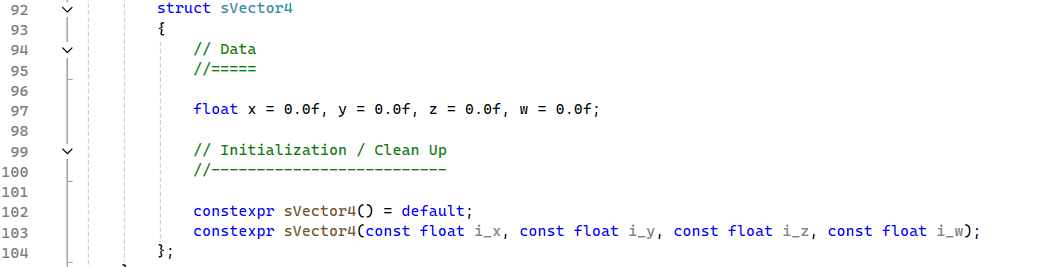 92 struct sVector4
93 {
94 // Data
95 //=====
96
97 float x = 0.0f, y = 0.0f, z = 0.0f, w = 0.0f;
98
99 // Initialization / Clean Up
100 //--------------------------
101
102 constexpr sVector4() = default;
103 constexpr sVector4(const float i_x, const float i_y, const float i_z, const float i_w);
104 };